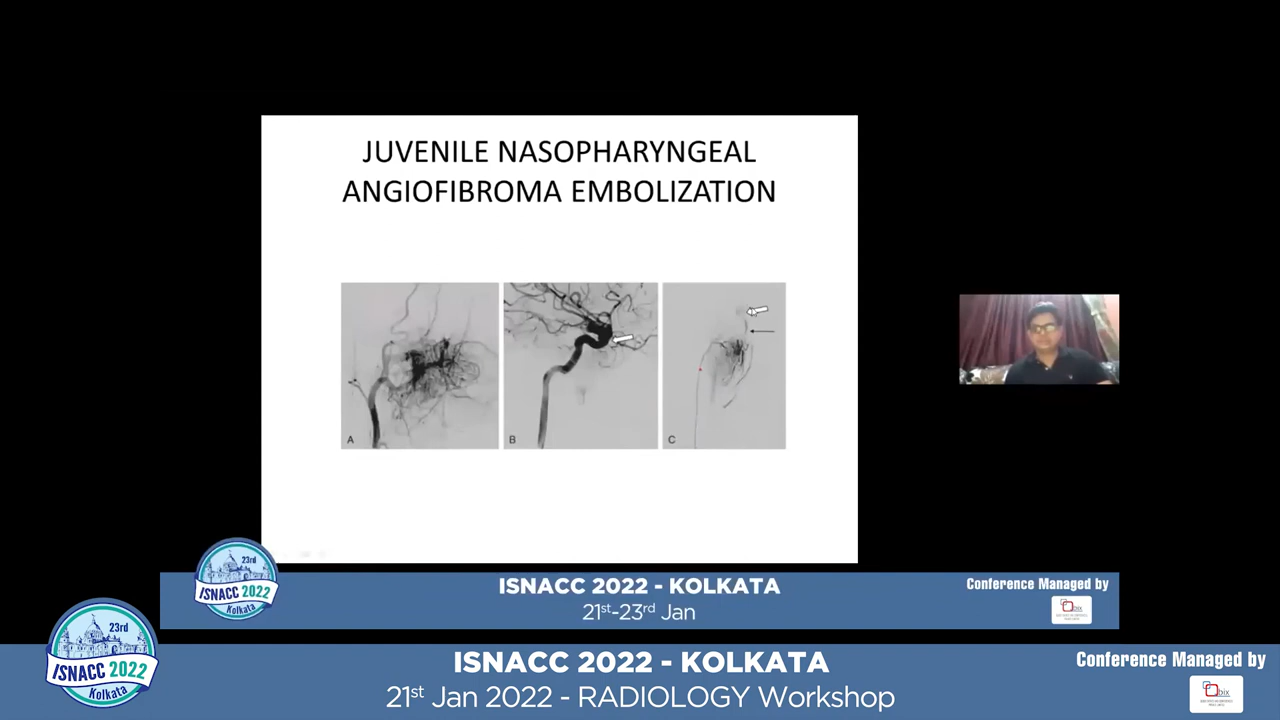 JUVENILE NASOPHARYNGEAL
ANGIOFIBROMA EMBOLIZATION
A
B
C
23rd
ISNACC 2022
Kolkata
ISNACC 2022 - KOLKATA
21st-23rd Jan
Conference Managed by
23rd
ISNACC 2022
Kolkata
ISNACC 2022 - KOLKATA
21st Jan 2022 - RADIOLOGY Workshop
Conference Managed by